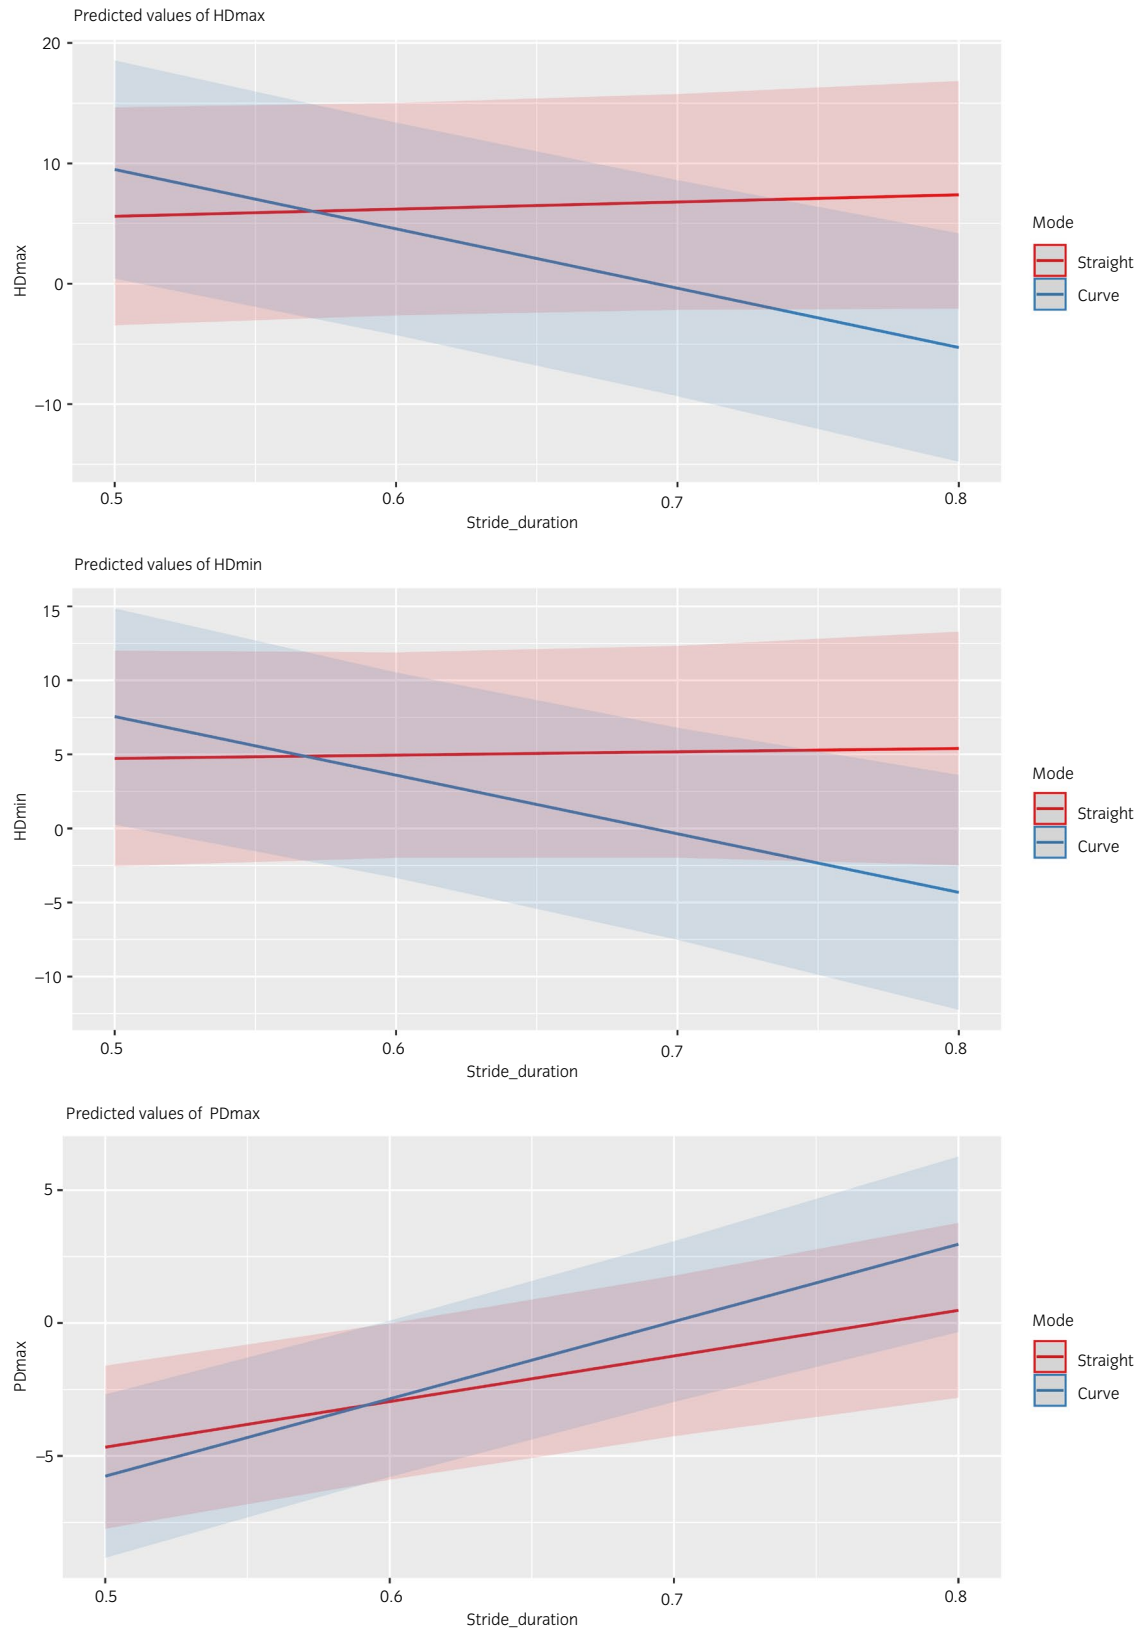 Predicted values of HDmax
20
10
0
−10
HDmax
0.5 0.6 0.7 0.8
Stride_duration
Mode
Straight
Curve
Predicted values of HDmin
15
10
5
0
−5
−10
HDmin
0.5 0.6 0.7 0.8
Stride_duration
Mode
Straight
Curve
Predicted values of PDmax
5
0
−5
PDmax
0.5 0.6 0.7 0.8
Stride_duration
Mode
Straight
Curve